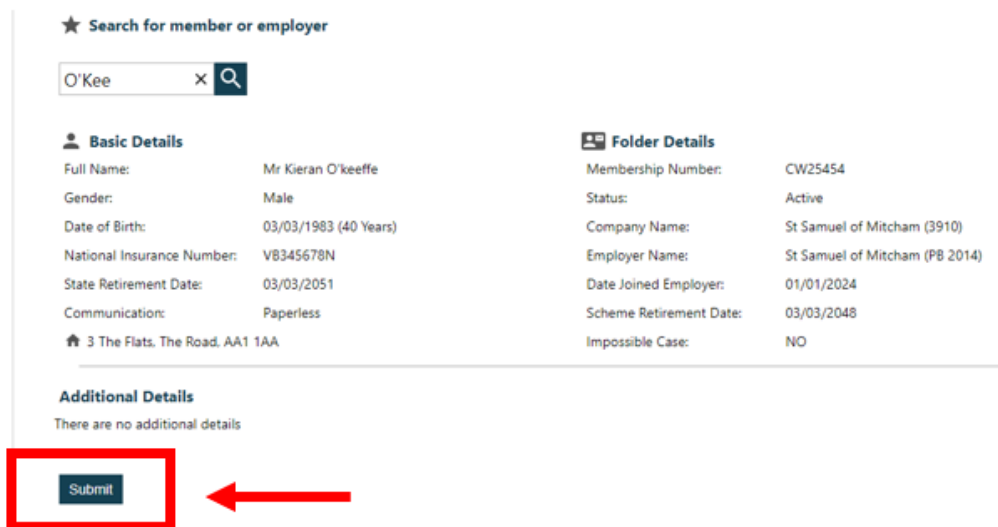 Search for member or employer
O'Kee
Basic Details
Full Name: Mr Kieran O'keeffe
Gender: Male
Date of Birth: 03/03/1983 (40 Years)
National Insurance Number: VB345678N
State Retirement Date: 03/03/2051
Communication: Paperless
3 The Flats, The Road, AA1 1AA
Folder Details
Membership Number: CW25454
Status: Active
Company Name: St Samuel of Mitcham (3910)
Employer Name: St Samuel of Mitcham (PB 2014)
Date Joined Employer: 01/01/2024
Scheme Retirement Date: 03/03/2048
Impossible Case: NO
Additional Details
There are no additional details
Submit